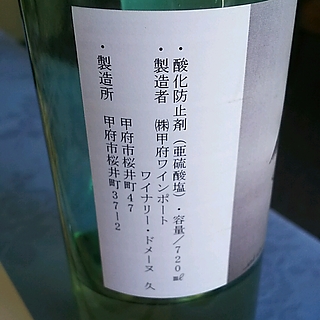 ・酸化防止剤(亜硫酸塩)・容量/720㎖
・製造者 ㈱甲府ワインポート
ワイナリー・ドメーヌ 久
甲府市桜井町47
・製造所 甲府市桜井町37ー2